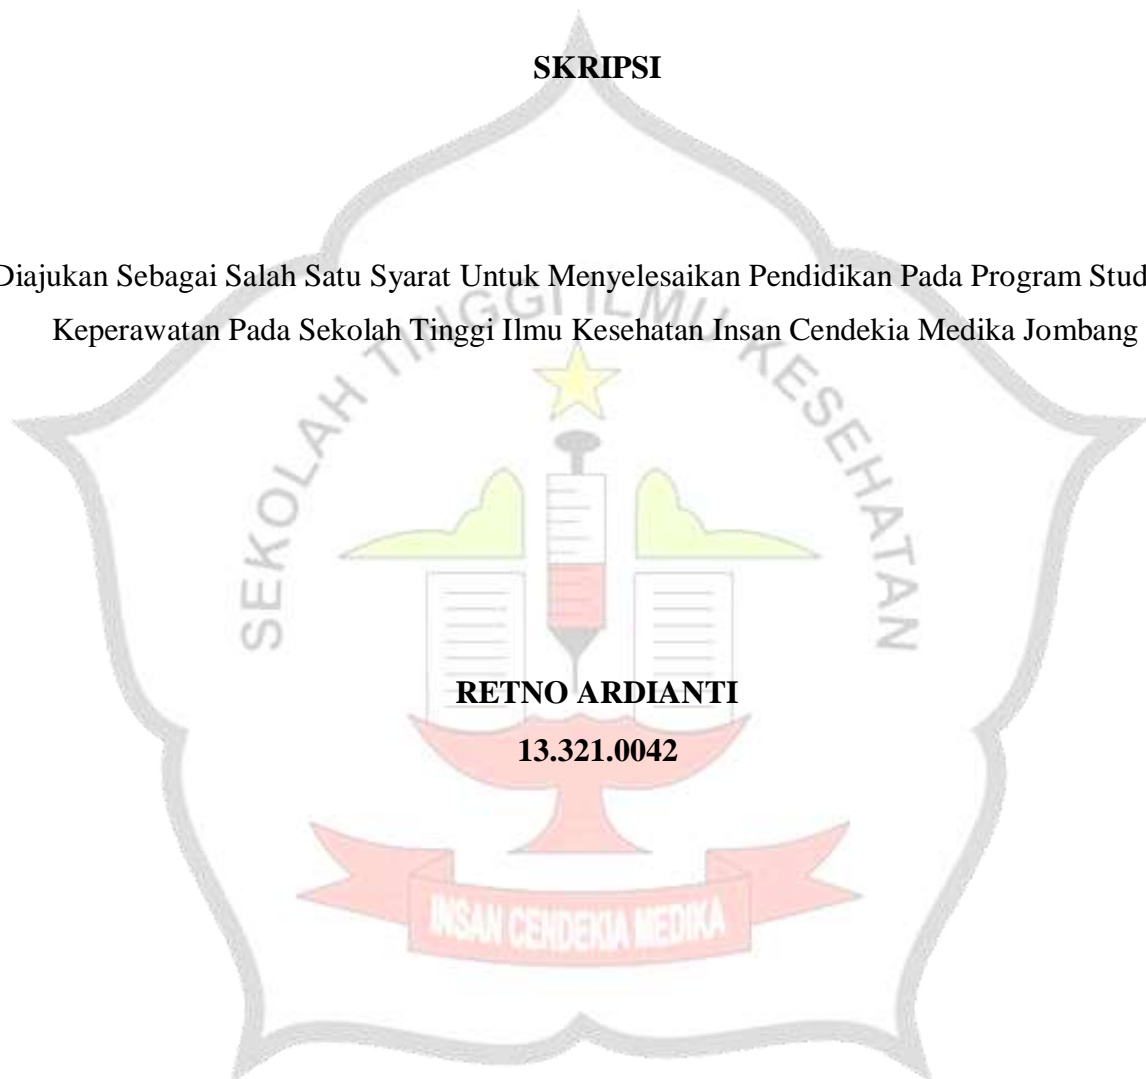 SKRIPSI
Diajukan Sebagai Salah Satu Syarat Untuk Menyelesaikan Pendidikan Pada Program Stud
Keperawatan Pada Sekolah Tinggi Ilmu Kesehatan Insan Cendekia Medika Jombang
SEKOLAH TINGGI ILMU KESEHATAN
RETNO ARDIANTI
13.321.0042
INSAN CENDEKIA MEDIKA